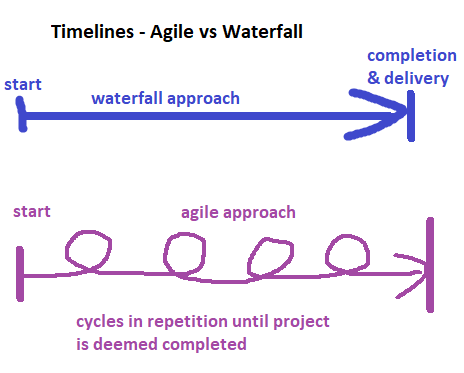 Timelines - Agile vs Waterfall
completion
& delivery
start
waterfall approach
start
agile approach
cycles in repetition until project
is deemed completed